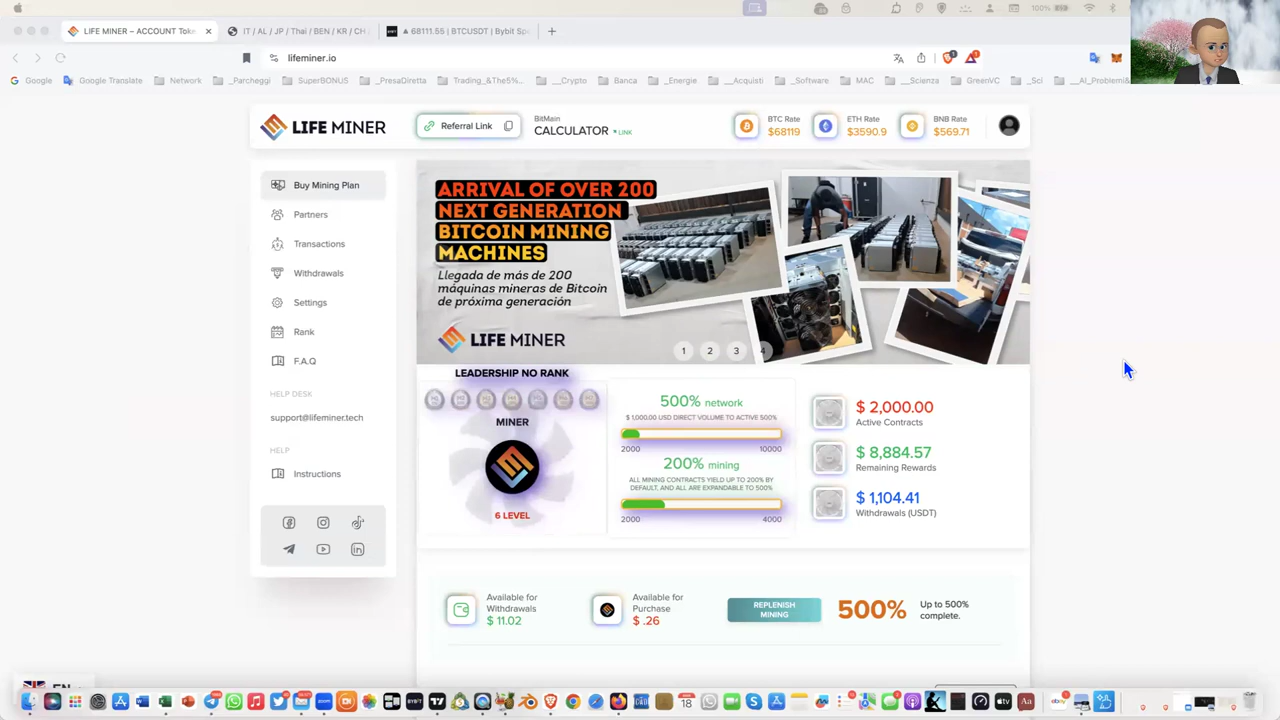 100%
LIFE MINER – ACCOUNT Toke
IT / AL / JP / Thai / BEN / KR / CH
▲ 68111.55 | BTCUSDT | Bybit Sp
lifeminer.io
Google
Google Translate
Network
_Parcheggi
SuperBONUS
_PresaDiretta
Trading_&The5%...
__Crypto
Banca
_Energie
__Acquisti
_Software
MAC
__Scienza
GreenVC
_Sci
__AI_Problemi&
LIFE MINER
Referral Link
BitMain
CALCULATOR
LINK
BTC Rate
$68119
ETH Rate
$3590.9
BNB Rate
$569.71
Buy Mining Plan
Partners
Transactions
Withdrawals
Settings
Rank
F.A.Q
HELP DESK
support@lifeminer.tech
HELP
Instructions
ARRIVAL OF OVER 200
NEXT GENERATION
BITCOIN MINING
MACHINES
Llegada de más de 200
máquinas mineras de Bitcoin
de próxima generación
LIFE MINER
1 2 3 4
LEADERSHIP NO RANK
MINER
6 LEVEL
500% network
$ 1,000.00 USD DIRECT VOLUME TO ACTIVE 500%
2000 10000
200% mining
ALL MINING CONTRACTS YIELD UP TO 200% BY
DEFAULT, AND ALL ARE EXPANDABLE TO 500%
2000 4000
$ 2,000.00
Active Contracts
$ 8,884.57
Remaining Rewards
$ 1,104.41
Withdrawals (USDT)
Available for
Withdrawals
$ 11.02
Available for
Purchase
$ .26
REPLENISH
MINING
500%
Up to 500%
complete.
EN
18